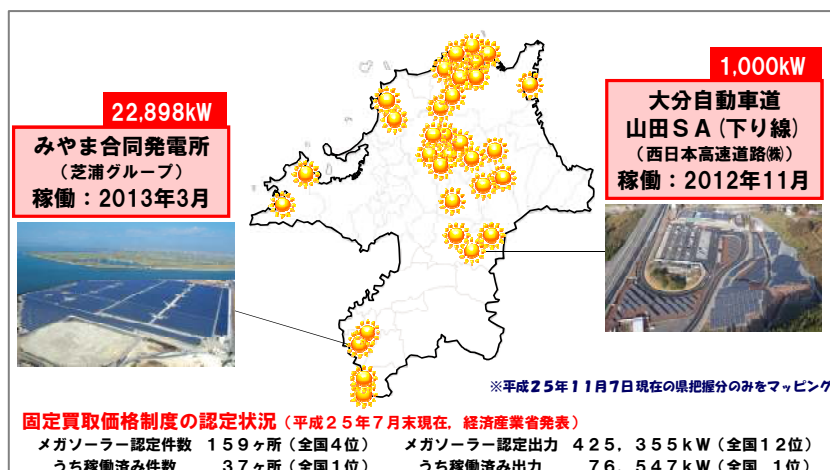 22,898kW
みやま合同発電所
（芝浦グループ）
稼働：2013年3月
1,000kW
大分自動車道
山田ＳＡ(下り線)
（西日本高速道路㈱）
稼働：2012年11月
※平成２５年１１月７日現在の県把握分のみをマッピング
固定買取価格制度の認定状況（平成２５年７月末現在，経済産業省発表）
メガソーラー認定件数　１５９ヶ所（全国４位）　メガソーラー認定出力　４２５，３５５ｋＷ（全国１２位）
うち稼働済み件数　３７ヶ所（全国１位）　うち稼働済み出力　７６，５４７ｋＷ（全国　１位）